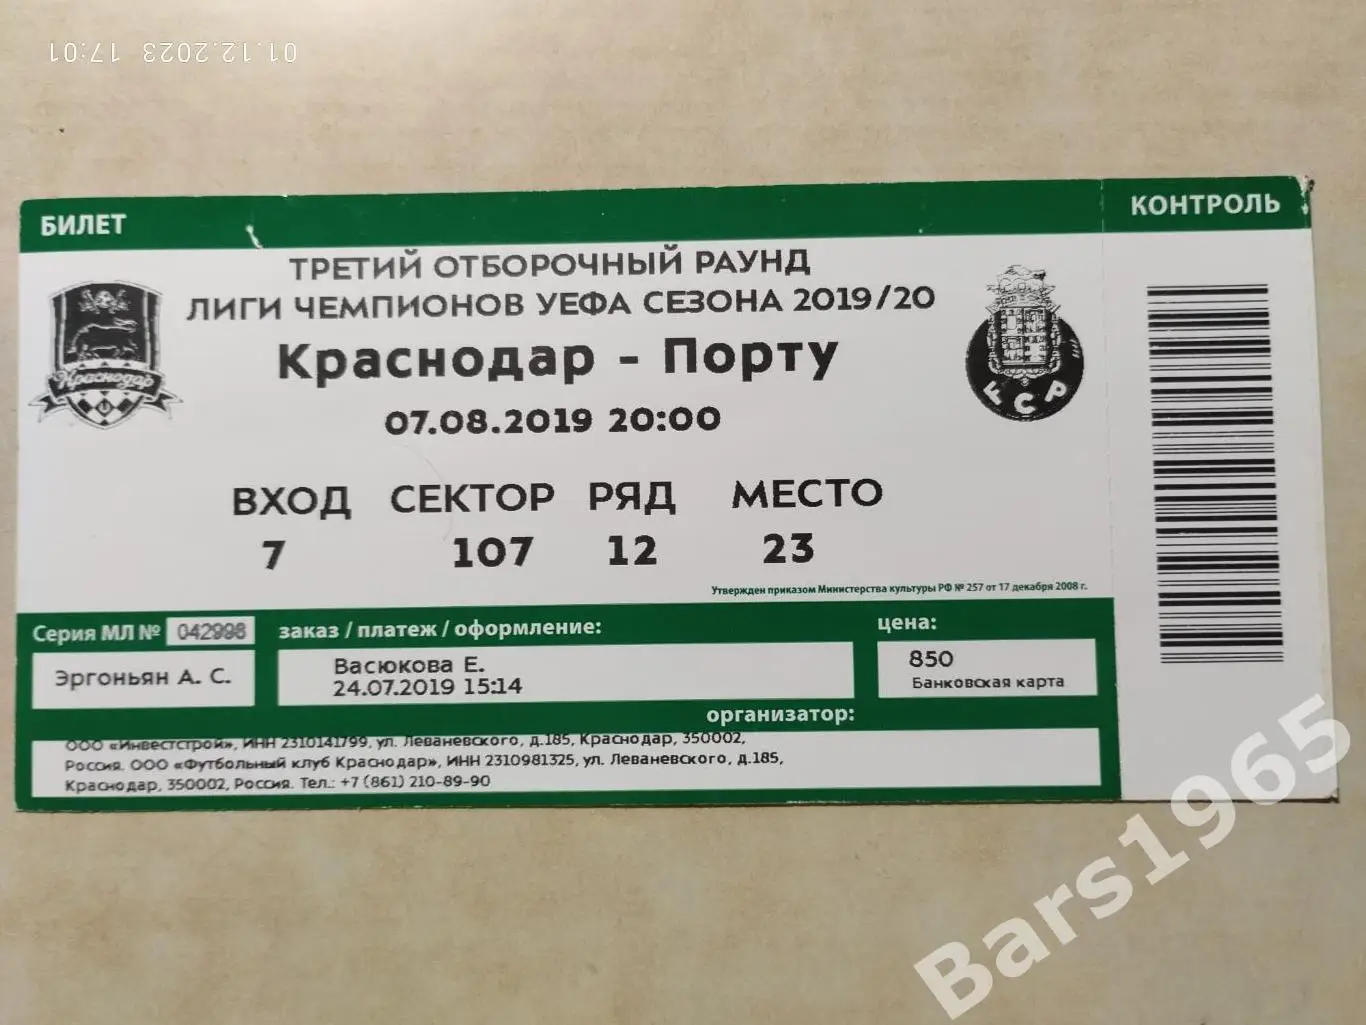 01.12.2023 17:01
БИЛЕТ
КОНТРОЛЬ
ТРЕТИЙ ОТБОРОЧНЫЙ РАУНД
ЛИГИ ЧЕМПИОНОВ УЕФА СЕЗОНА 2019/20
Краснодар - Порту
07.08.2019 20:00
Краснодар
FCP
ВХОД СЕКТОР РЯД МЕСТО
7 107 12 23
Утвержден приказом Министерства культуры РФ № 257 от 17 декабря 2008 г.
Серия МЛ № 042998
заказ / платеж / оформление:
цена:
Эргоньян А. С.
Васюкова Е.
24.07.2019 15:14
850
Банковская карта
организатор:
ООО «Инвестстрой», ИНН 2310141799, ул. Леваневского, д.185, Краснодар, 350002,
Россия. ООО «Футбольный клуб Краснодар», ИНН 2310981325, ул. Леваневского, д.185,
Краснодар, 350002, Россия. Тел.: +7 (861) 210-89-90
Bars1965